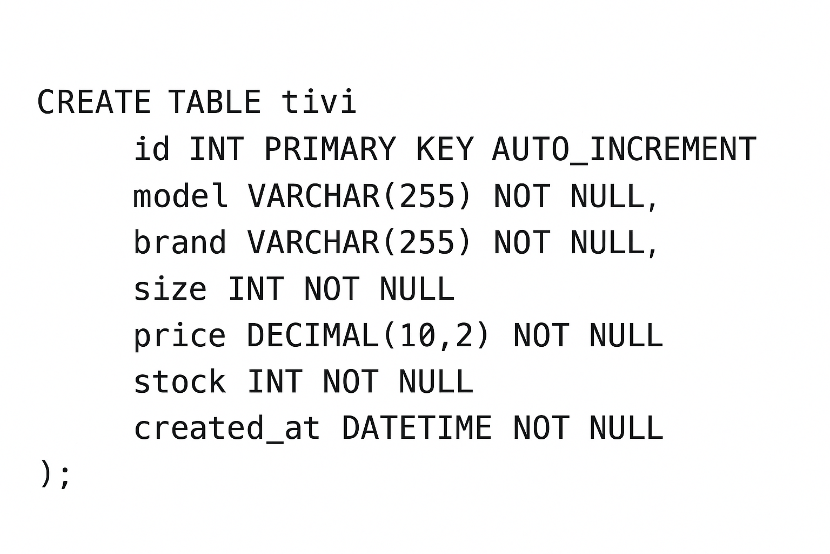 CREATE TABLE tivi
id INT PRIMARY KEY AUTO_INCREMENT
model VARCHAR(255) NOT NULL,
brand VARCHAR(255) NOT NULL,
size INT NOT NULL
price DECIMAL(10,2) NOT NULL
stock INT NOT NULL
created_at DATETIME NOT NULL
);